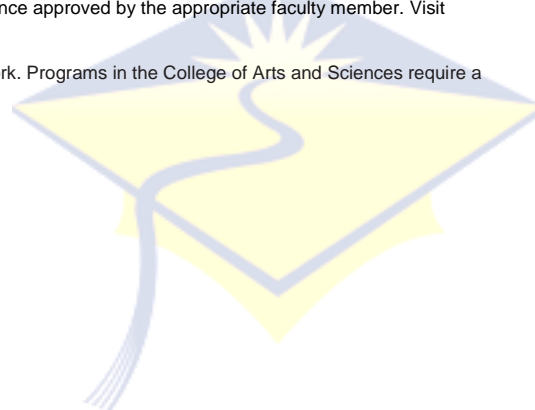 nce approved by the appropriate faculty member. Visit
rk. Programs in the College of Arts and Sciences require a